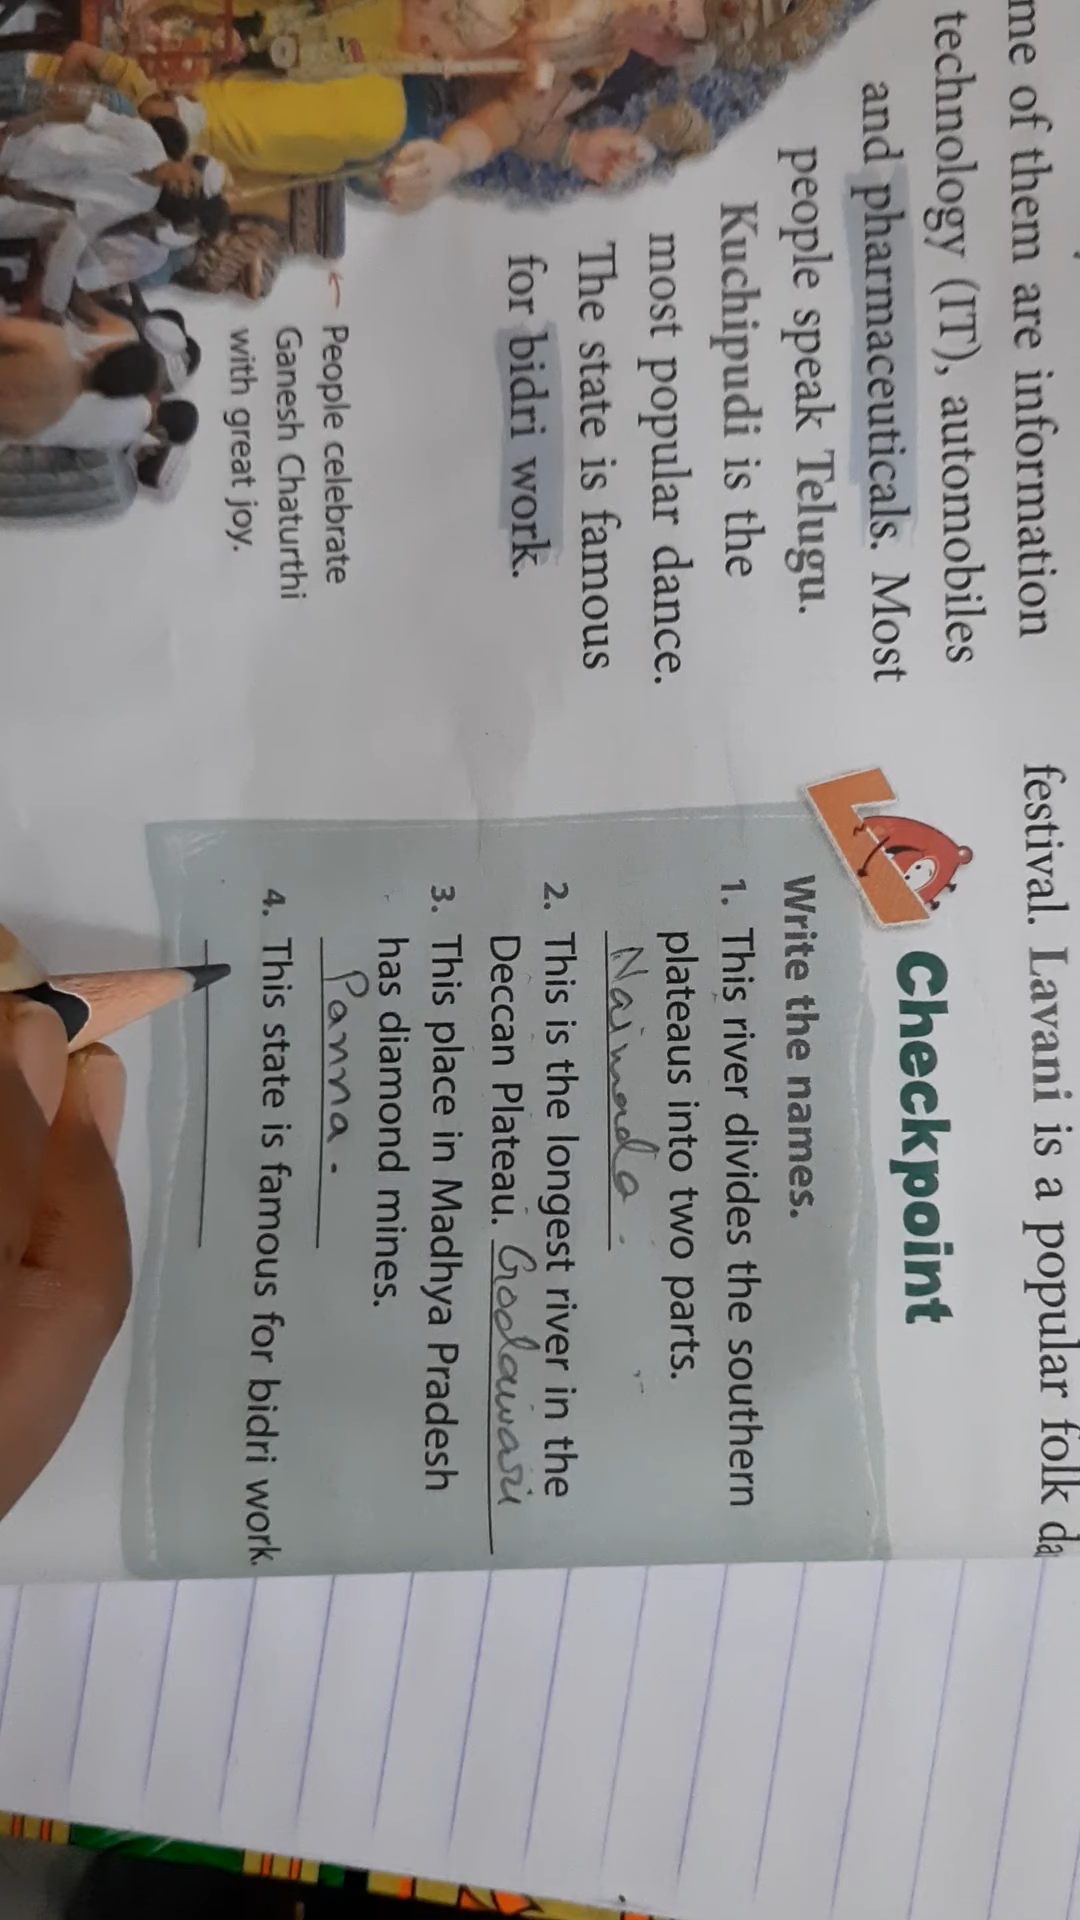 me of them are information
technology (IT), automobiles
and pharmaceuticals. Most
people speak Telugu.
Kuchipudi is the
most popular dance.
The state is famous
for bidri work.
People celebrate
Ganesh Chaturthi
with great joy.
festival. Lavani is a popular folk da
Checkpoint
Write the names.
1. This river divides the southern
plateaus into two parts.
Narmada.
2. This is the longest river in the
Deccan Plateau. Godawari
3. This place in Madhya Pradesh
has diamond mines.
Panna.
4. This state is famous for bidri work.